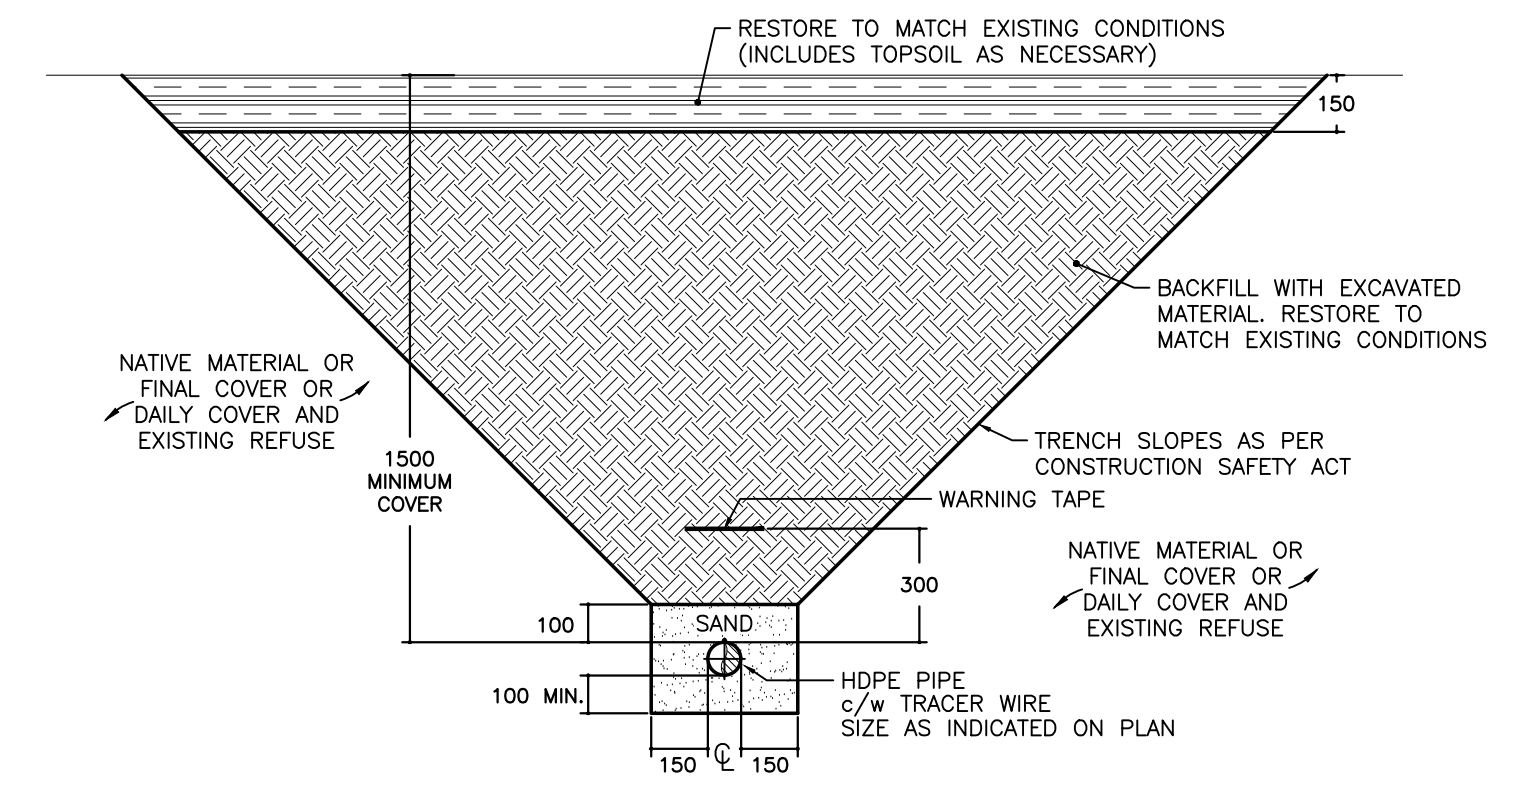 RESTORE TO MATCH EXISTING CONDITIONS
(INCLUDES TOPSOIL AS NECESSARY)
150
BACKFILL WITH EXCAVATED
MATERIAL. RESTORE TO
MATCH EXISTING CONDITIONS
NATIVE MATERIAL OR
FINAL COVER OR
DAILY COVER AND
EXISTING REFUSE
1500
MINIMUM
COVER
TRENCH SLOPES AS PER
CONSTRUCTION SAFETY ACT
WARNING TAPE
NATIVE MATERIAL OR
FINAL COVER OR
DAILY COVER AND
EXISTING REFUSE
300
100
SAND
100 MIN.
HDPE PIPE
c/w TRACER WIRE
SIZE AS INDICATED ON PLAN
150 ℄ 150